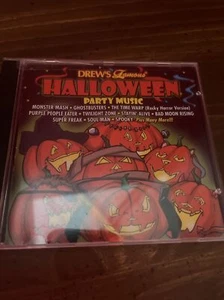 DREW'S Famous
HALLOWEEN
PARTY MUSIC
MONSTER MASH • GHOSTBUSTERS • THE TIME WARP (Rocky Horror Version)
PURPLE PEOPLE EATER • TWILIGHT ZONE • STAYIN' ALIVE • BAD MOON RISING
SUPER FREAK • SOUL MAN • SPOOKY Plus Many More!!!